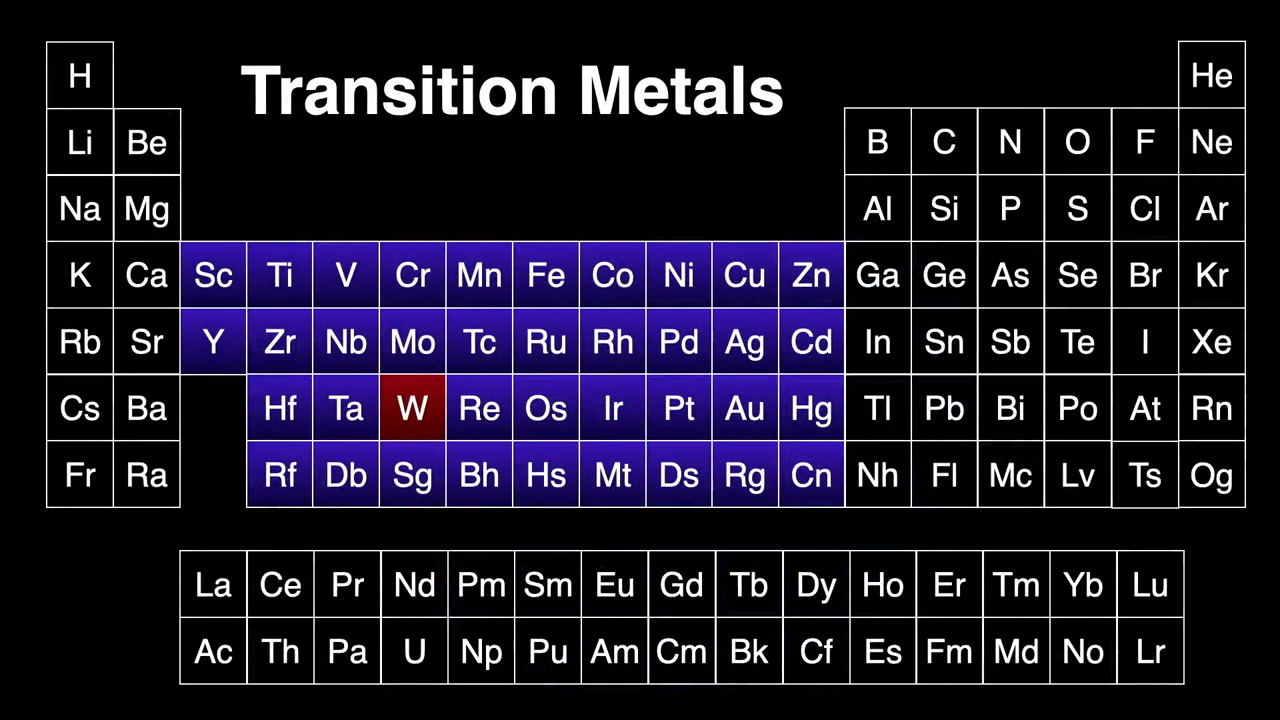 H He
Transition Metals
Li Be B C N O F Ne
Na Mg Al Si P S Cl Ar
K Ca Sc Ti V Cr Mn Fe Co Ni Cu Zn Ga Ge As Se Br Kr
Rb Sr Y Zr Nb Mo Tc Ru Rh Pd Ag Cd In Sn Sb Te I Xe
Cs Ba Hf Ta W Re Os Ir Pt Au Hg Tl Pb Bi Po At Rn
Fr Ra Rf Db Sg Bh Hs Mt Ds Rg Cn Nh Fl Mc Lv Ts Og
La Ce Pr Nd Pm Sm Eu Gd Tb Dy Ho Er Tm Yb Lu
Ac Th Pa U Np Pu Am Cm Bk Cf Es Fm Md No Lr